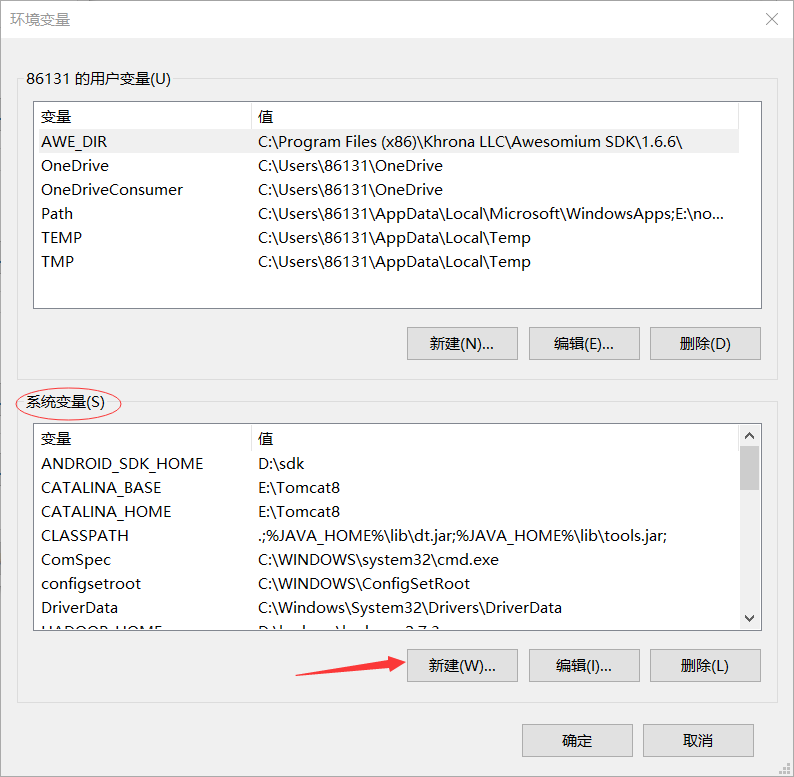 环境变量
86131 的用户变量(U)
变量 值
AWE_DIR C:\Program Files (x86)\Khrona LLC\Awesomium SDK\1.6.6\
OneDrive C:\Users\86131\OneDrive
OneDriveConsumer C:\Users\86131\OneDrive
Path C:\Users\86131\AppData\Local\Microsoft\WindowsApps;E:\no...
TEMP C:\Users\86131\AppData\Local\Temp
TMP C:\Users\86131\AppData\Local\Temp
新建(N)... 编辑(E)... 删除(D)
系统变量(S)
变量 值
ANDROID_SDK_HOME D:\sdk
CATALINA_BASE E:\Tomcat8
CATALINA_HOME E:\Tomcat8
CLASSPATH .;%JAVA_HOME%\lib\dt.jar;%JAVA_HOME%\lib\tools.jar;
ComSpec C:\WINDOWS\system32\cmd.exe
configsetroot C:\WINDOWS\ConfigSetRoot
DriverData C:\Windows\System32\Drivers\DriverData
HADOOP_HOME
新建(W)... 编辑(I)... 删除(L)
确定 取消